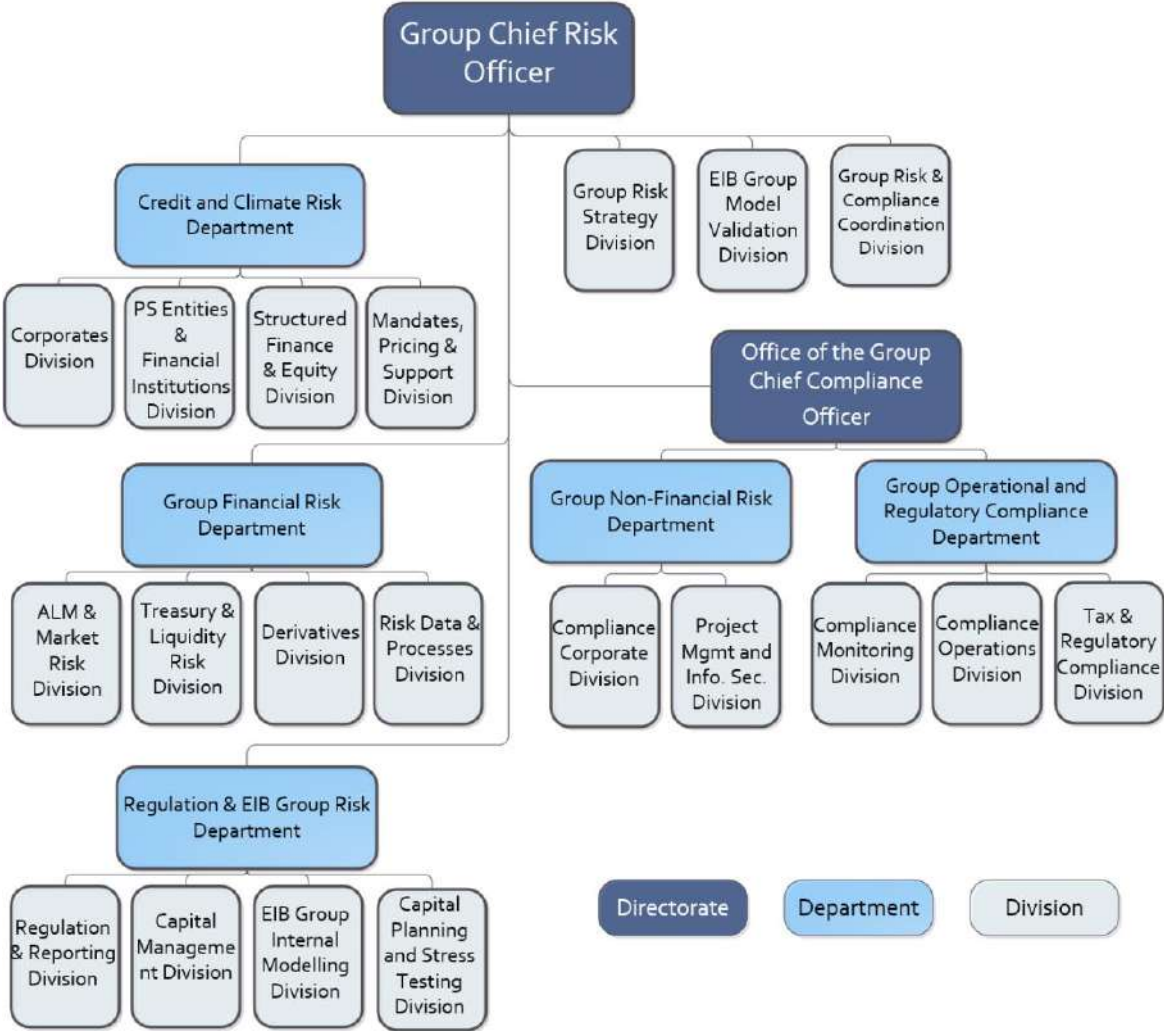 Group Chief Risk
Officer
Credit and Climate Risk
Department
Group Risk
Strategy
Division
EIB Group
Model
Validation
Division
Group Risk &
Compliance
Coordination
Division
Corporates
Division
PS Entities
&
Financial
Institutions
Division
Structured
Finance
& Equity
Division
Mandates,
Pricing &
Support
Division
Office of the Group
Chief Compliance
Officer
Group Financial Risk
Department
Group Non-Financial Risk
Department
Group Operational and
Regulatory Compliance
Department
ALM &
Market
Risk
Division
Treasury &
Liquidity
Risk
Division
Derivatives
Division
Risk Data &
Processes
Division
Compliance
Corporate
Division
Project
Mgmt and
Info. Sec.
Division
Compliance
Monitoring
Division
Compliance
Operations
Division
Tax &
Regulatory
Compliance
Division
Regulation & EIB Group Risk
Department
Regulation
& Reporting
Division
Capital
Manageme
nt Division
EIB Group
Internal
Modelling
Division
Capital
Planning
and Stress
Testing
Division
Directorate
Department
Division